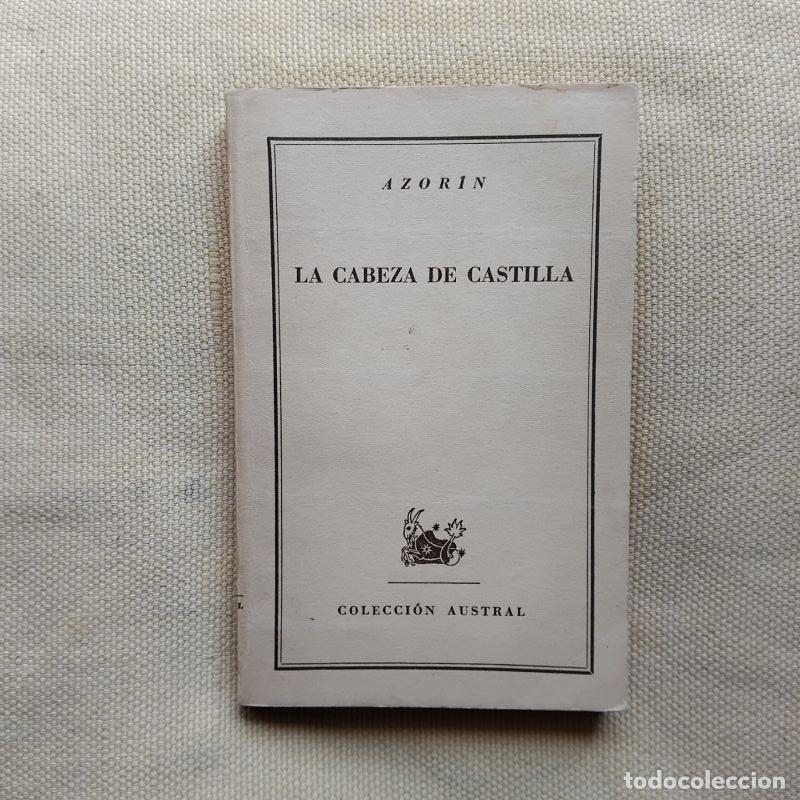 AZORÍN
LA CABEZA DE CASTILLA
COLECCIÓN AUSTRAL
L
todocoleccion